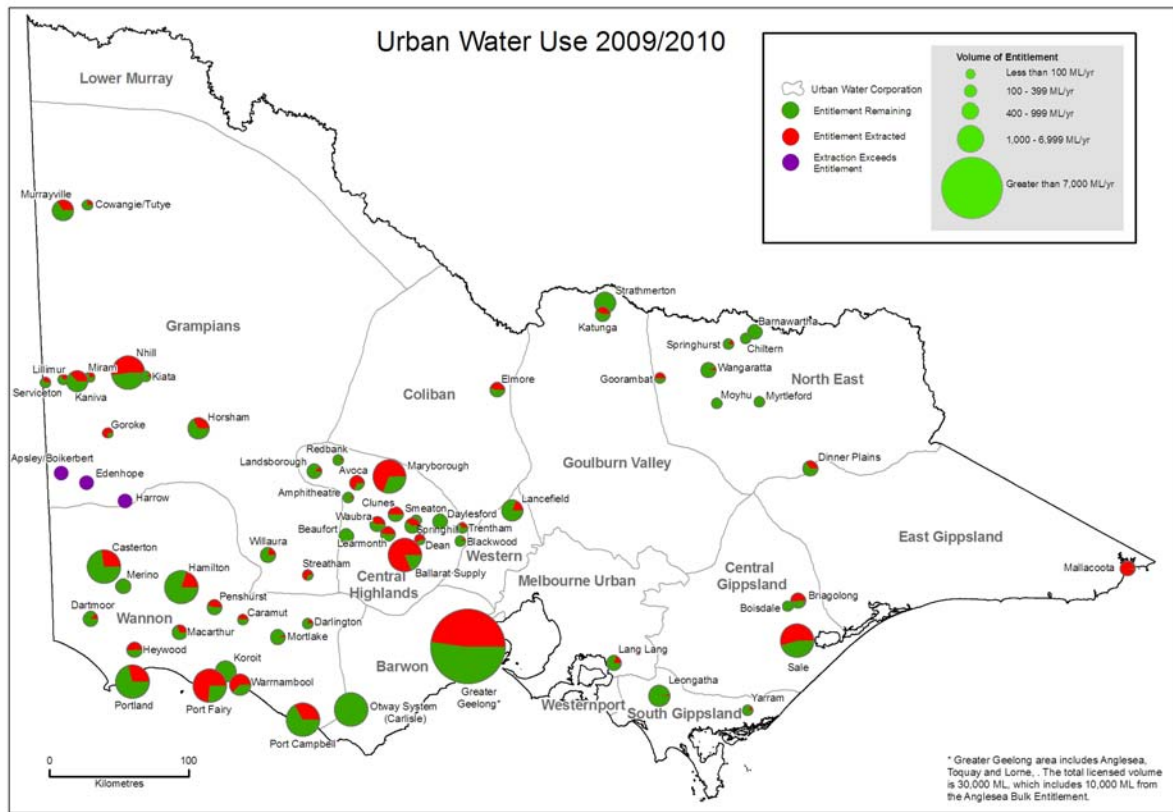 Urban Water Use 2009/2010
Urban Water Corporation
Entitlement Remaining
Entitlement Extracted
Extraction Exceeds
Entitlement
Volume of Entitlement
Less than 100 ML/yr
100 - 399 ML/yr
400 - 999 ML/yr
1,000 - 6,999 ML/yr
Greater than 7,000 ML/yr
Lower Murray
Murrayville
Cowangie/Tutye
Grampians
Nhill
Lillimur
Miram
Kiata
Serviceton
Kaniva
Goroke
Horsham
Apsley/Boikerbert
Edenhope
Harrow
Strathmerton
Katunga
Barnawartha
Springhurst
Chiltern
Wangaratta
Goorambat
North East
Moyhu
Myrtleford
Elmore
Coliban
Goulburn Valley
Dinner Plains
Redbank
Landsborough
Avoca
Maryborough
Amphitheatre
Clunes
Smeaton
Daylesford
Lancefield
Waubra
Springhill
Trentham
Beaufort
Learmonth
Dean
Blackwood
Western
Ballarat Supply
Willaura
Streatham
Central
Highlands
Melbourne Urban
East Gippsland
Mallacoota
Central
Gippsland
Bnagolong
Boisdale
Sale
Casterton
Merino
Hamilton
Penshurst
Caramut
Darlington
Dartmoor
Wannon
Macarthur
Mortlake
Heywood
Koroit
Warrnambool
Portland
Port Fairy
Port Campbell
Barwon
Otway System
(Carlisle)
Greater
Geelong*
Lang Lang
Leongatha
Westernport
South Gippsland
Yarram
0 100
Kilometres
* Greater Geelong area includes Anglesea,
Toquay and Lorne, . The total licensed volume
is 30,000 ML, which includes 10,000 ML from
the Anglesea Bulk Entitlement.